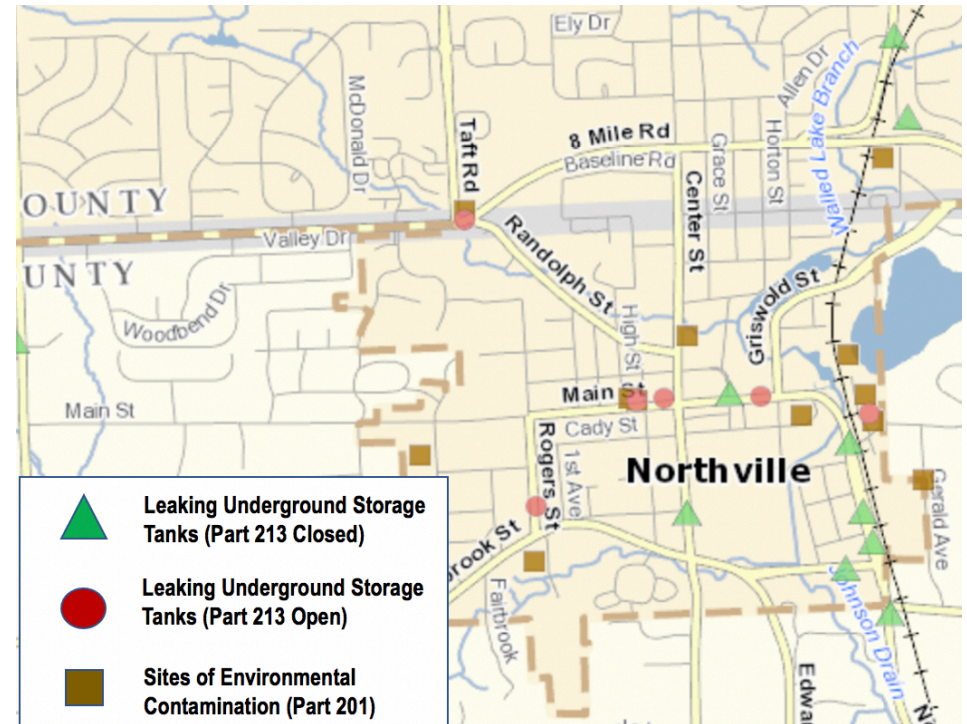 Ely Dr
Allen Dr
Walled Lake Branch
McDonald Dr
Taft Rd
8 Mile Rd
Baseline Rd
Grace St
Horton St
Center St
OUNTY
Valley Dr
UNTY
Randolph St
Woodbend Dr
High St
Griswold St
Main St
Main St
Cady St
Rogers St
1st Ave
Northville
Gerald Ave
brook St
Fairbrook
Johnson Drain
Edwa
Leaking Underground Storage
Tanks (Part 213 Closed)
Leaking Underground Storage
Tanks (Part 213 Open)
Sites of Environmental
Contamination (Part 201)